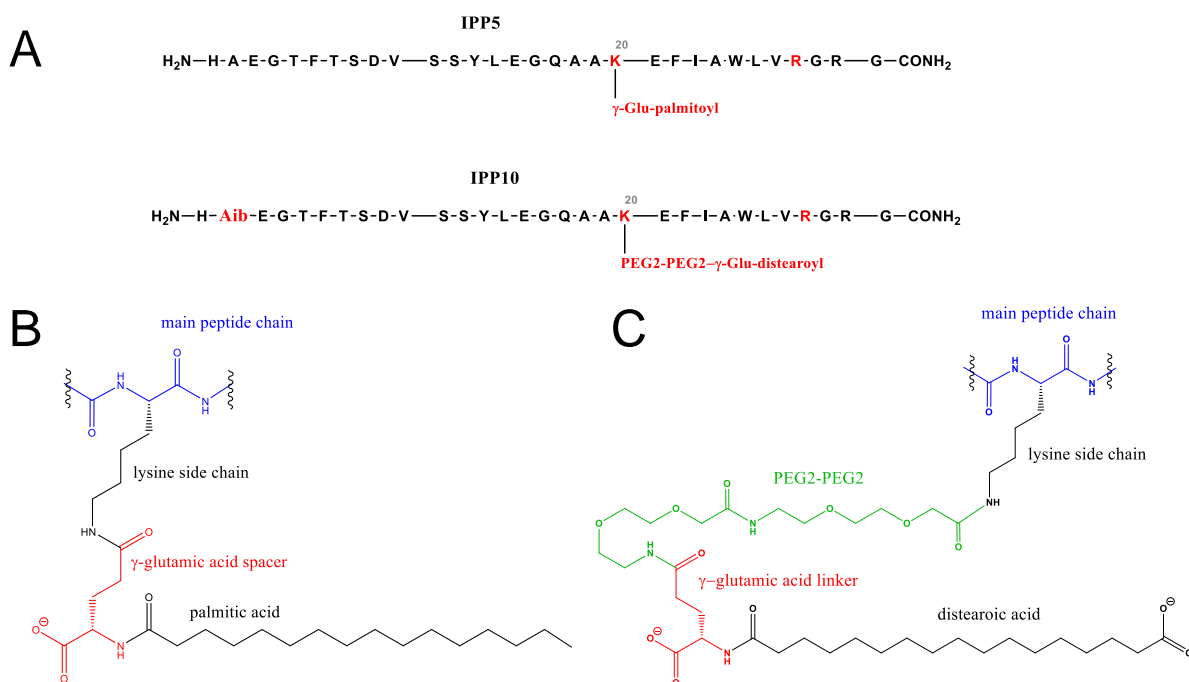 A
IPP5
20
H₂N—H-A-E-G-T-F-T-S-D-V—S-S-Y-L-E-G-Q-A-A-K—E-F-I-A-W-L-V-R-G-R—G-CONH₂
γ-Glu-palmitoyl
IPP10
20
H₂N—H-Aib-E-G-T-F-T-S-D-V—S-S-Y-L-E-G-Q-A-A-K—E-F-I-A-W-L-V-R-G-R—G-CONH₂
PEG2-PEG2–γ-Glu-distearoyl
B
main peptide chain
O
H
N
N
H
O
lysine side chain
HN
O
γ-glutamic acid spacer
O
palmitic acid
⊖
O
N
H
O
C
main peptide chain
O
H
N
N
H
O
lysine side chain
PEG2-PEG2
O
NH
O
O
N
H
O
O
O
H
N
O
γ–glutamic acid linker
O
distearoic acid
⊖
O
⊖
O
N
H
O
O